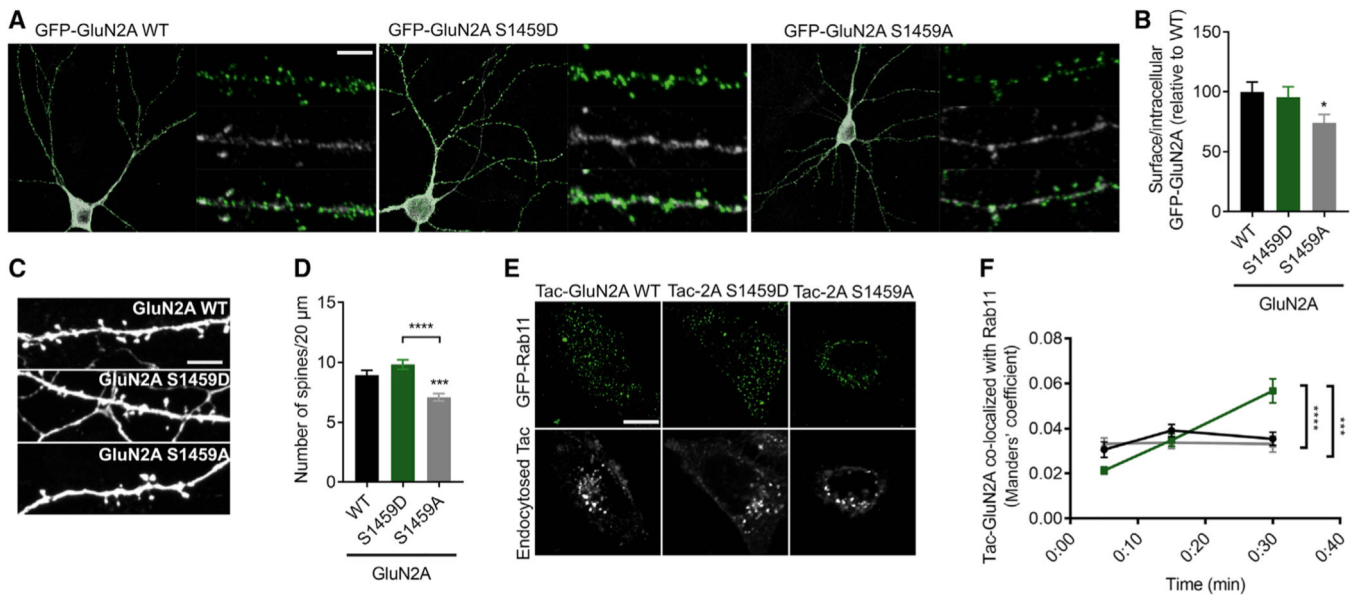 A
GFP-GluN2A WT
GFP-GluN2A S1459D
GFP-GluN2A S1459A
B
Surface/intracellular
GFP-GluN2A (relative to WT)
150
100
50
0
*
WT
S1459D
S1459A
GluN2A
C
GluN2A WT
GluN2A S1459D
GluN2A S1459A
D
Number of spines/20 µm
15
10
5
0
****
***
WT
S1459D
S1459A
GluN2A
E
Tac-GluN2A WT
Tac-2A S1459D
Tac-2A S1459A
GFP-Rab11
Endocytosed Tac
F
Tac-GluN2A co-localized with Rab11
(Manders' coefficient)
0.08
0.06
0.04
0.02
0.00
0:00
0:10
0:20
0:30
0:40
Time (min)
****
***